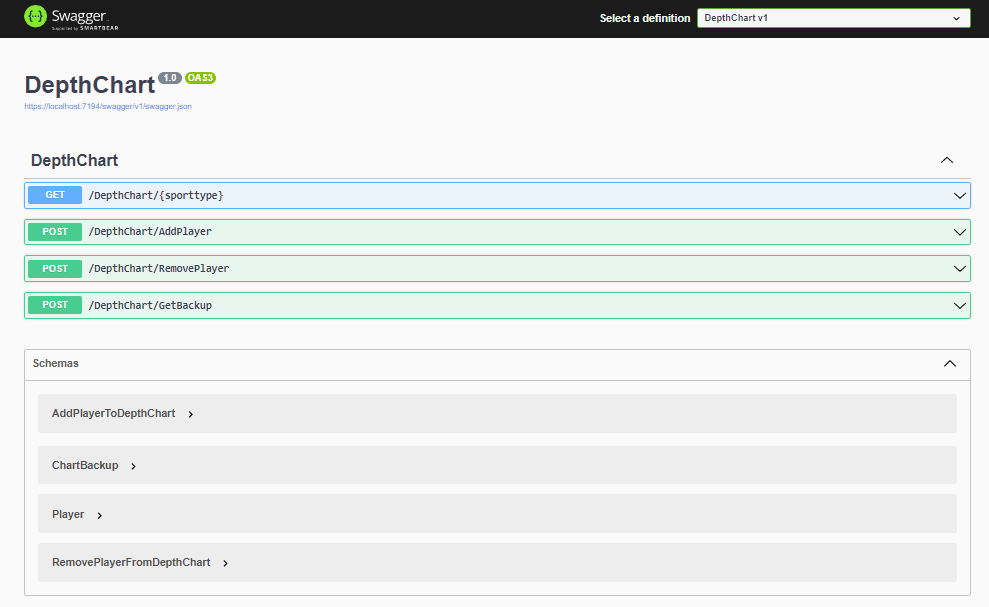 Swagger
Supported by SMARTBEAR
Select a definition
DepthChart v1
DepthChart 1.0 OAS3
https://localhost:7194/swagger/v1/swagger.json
DepthChart
GET /DepthChart/{sporttype}
POST /DepthChart/AddPlayer
POST /DepthChart/RemovePlayer
POST /DepthChart/GetBackup
Schemas
AddPlayerToDepthChart
ChartBackup
Player
RemovePlayerFromDepthChart